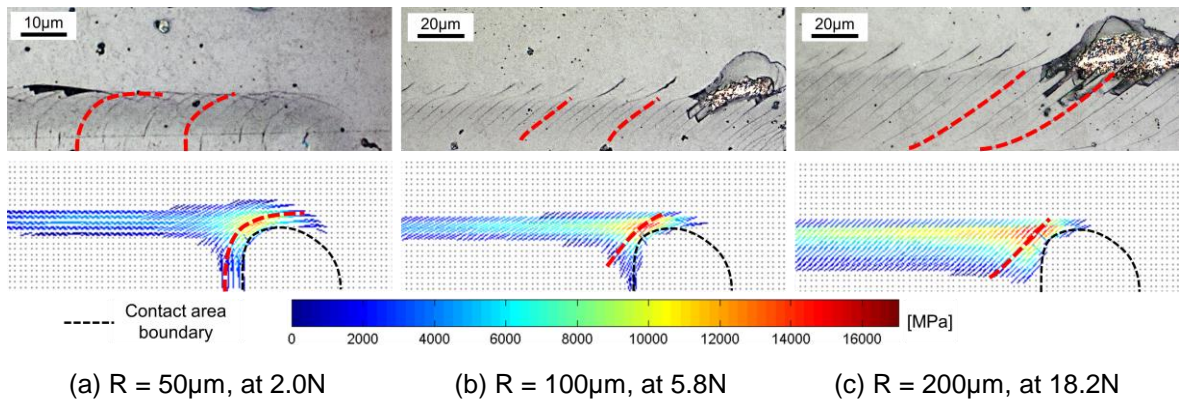 10µm
20µm
20µm
Contact area
boundary
[MPa]
0 2000 4000 6000 8000 10000 12000 14000 16000
(a) R = 50µm, at 2.0N
(b) R = 100µm, at 5.8N
(c) R = 200µm, at 18.2N